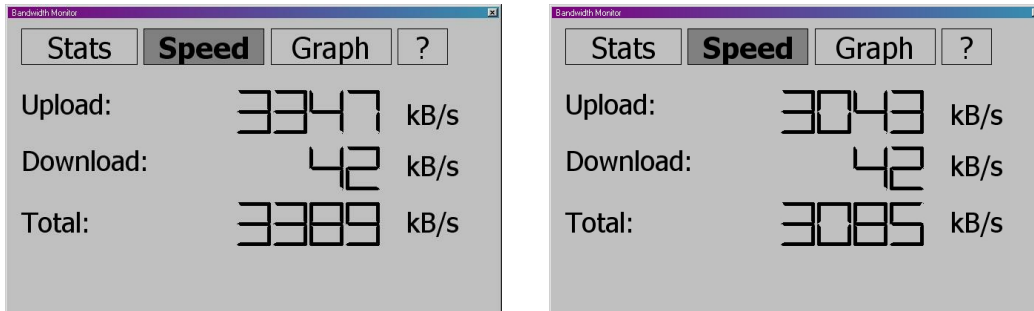 Bandwidth Monitor
Stats Speed Graph ?
Upload: 3347 kB/s
Download: 42 kB/s
Total: 3389 kB/s
Bandwidth Monitor
Stats Speed Graph ?
Upload: 3043 kB/s
Download: 42 kB/s
Total: 3085 kB/s